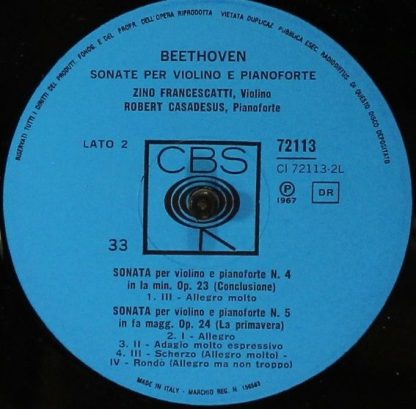 RISERVATI TUTTI I DIRITTI DEL PRODUTT. FONOG. E DEL PROPR. DELL'OPERA RIPRODOTTA VIETATA DUPLICAZ. PUBBLICA ESEC. RADIODIFFUS. DI QUESTO DISCO DEPOSITATO
BEETHOVEN
SONATE PER VIOLINO E PIANOFORTE
ZINO FRANCESCATTI, Violino
ROBERT CASADESUS, Pianoforte
LATO 2
CBS
72113
CI 72113-2L
P
1967
DR
33
SONATA per violino e pianoforte N. 4
in la min. Op. 23 (Conclusione)
1. III - Allegro molto
SONATA per violino e pianoforte N. 5
in fa magg. Op. 24 (La primavera)
2. I - Allegro
3. II - Adagio molto espressivo
4. III - Scherzo (Allegro molto) -
IV - Rondò (Allegro ma non troppo)
MADE IN ITALY - MARCHIO REG. N